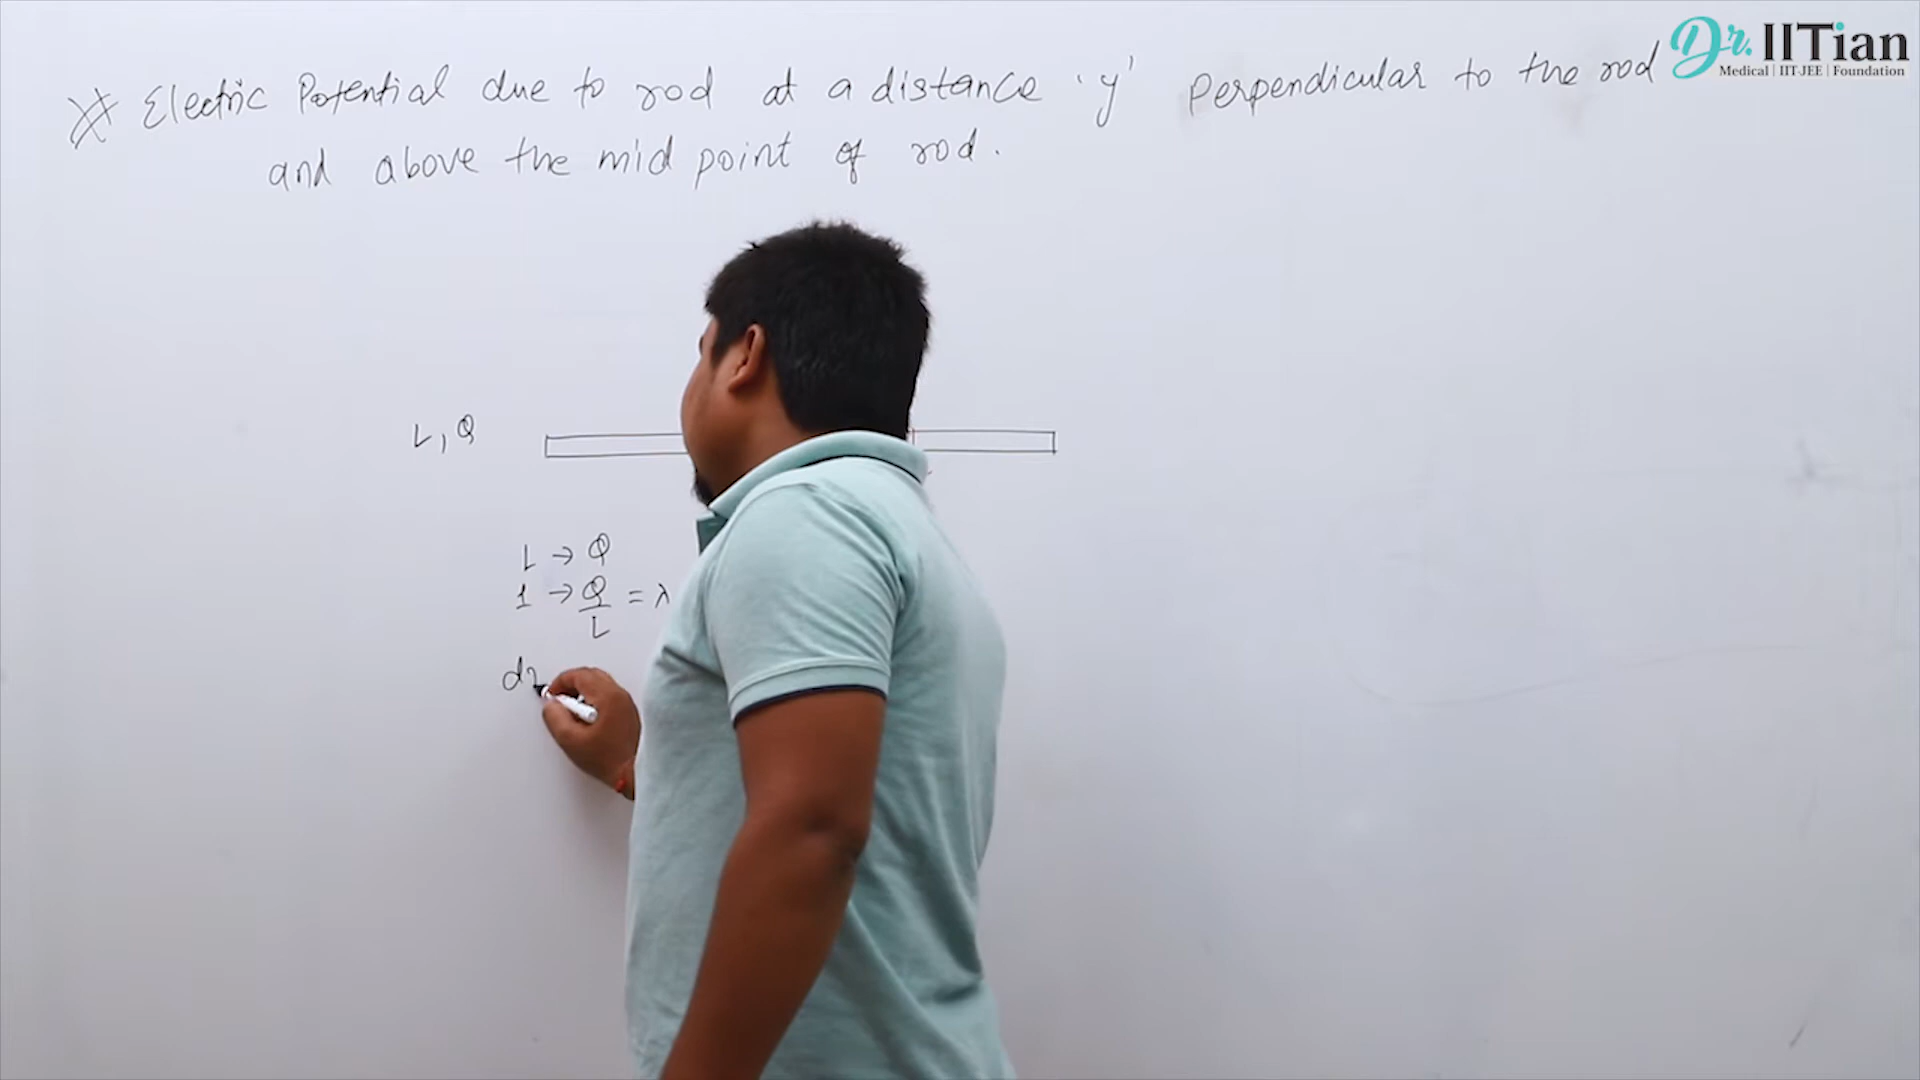 Dr. IITian
Medical | IIT-JEE | Foundation
Electric Potential due to rod at a distance 'y' perpendicular to the rod
and above the mid point of rod.
L, Q
L → Q
1 → Q/L = λ